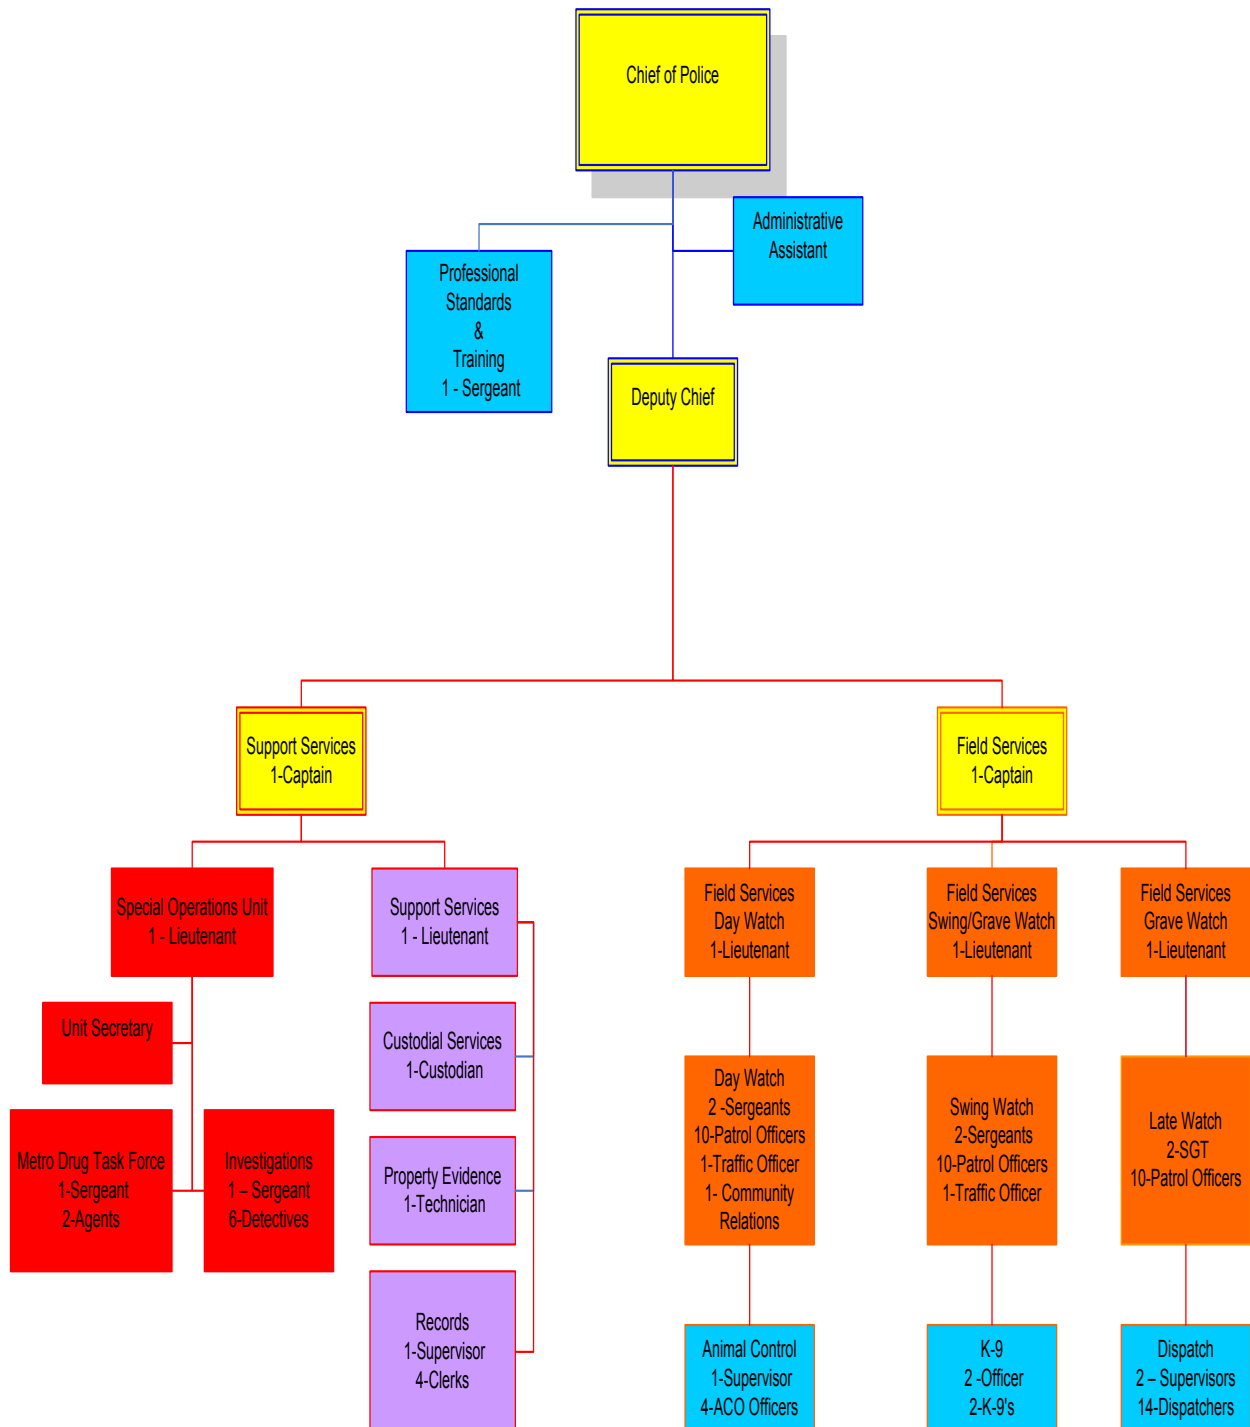 Chief of Police
Administrative
Assistant
Professional
Standards
&
Training
1 - Sergeant
Deputy Chief
Support Services
1-Captain
Field Services
1-Captain
Special Operations Unit
1 - Lieutenant
Support Services
1 - Lieutenant
Field Services
Day Watch
1-Lieutenant
Field Services
Swing/Grave Watch
1-Lieutenant
Field Services
Grave Watch
1-Lieutenant
Unit Secretary
Custodial Services
1-Custodian
Day Watch
2 -Sergeants
10-Patrol Officers
1-Traffic Officer
1- Community
Relations
Swing Watch
2-Sergeants
10-Patrol Officers
1-Traffic Officer
Late Watch
2-SGT
10-Patrol Officers
Metro Drug Task Force
1-Sergeant
2-Agents
Investigations
1 – Sergeant
6-Detectives
Property Evidence
1-Technician
Records
1-Supervisor
4-Clerks
Animal Control
1-Supervisor
4-ACO Officers
K-9
2 -Officer
2-K-9's
Dispatch
2 – Supervisors
14-Dispatchers